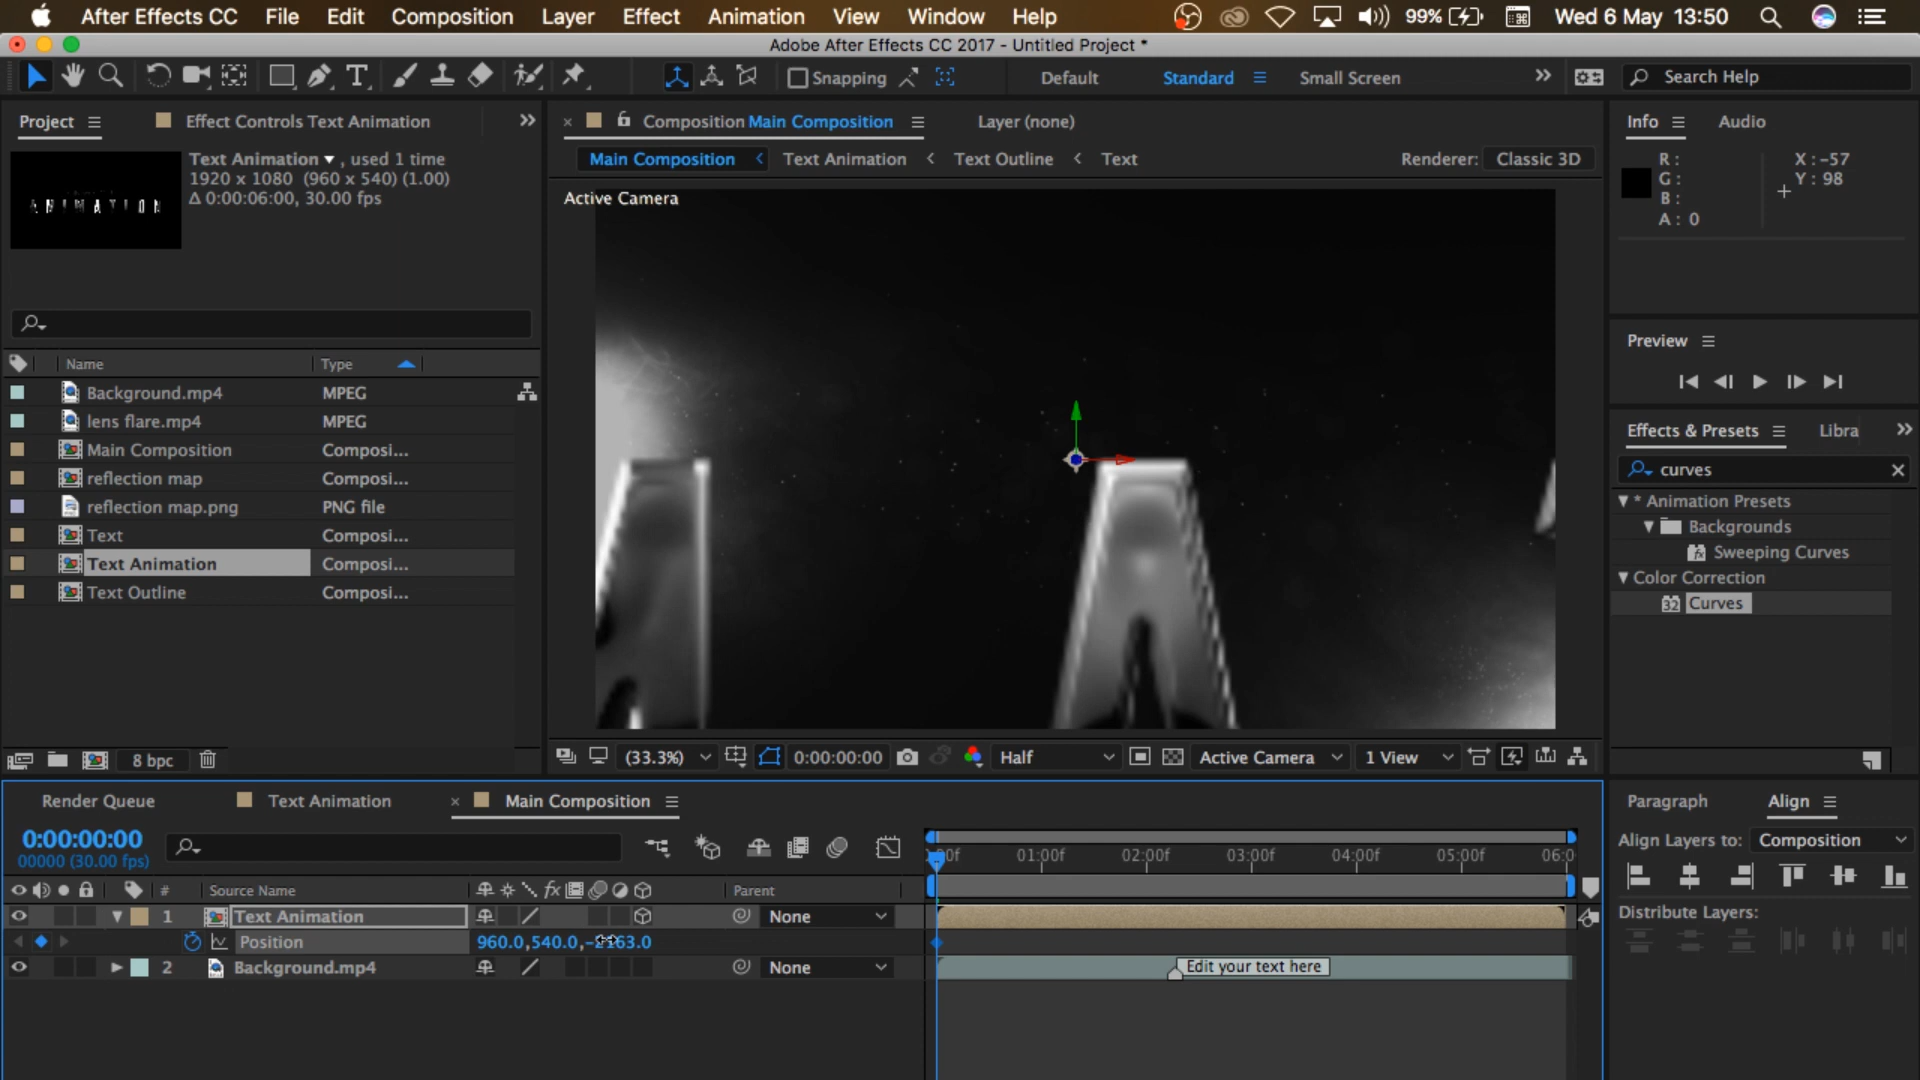 After Effects CC File Edit Composition Layer Effect Animation View Window Help 99% Wed 6 May 13:50
Adobe After Effects CC 2017 - Untitled Project *
Snapping Default Standard Small Screen Search Help
Project Effect Controls Text Animation
Composition Main Composition Layer (none)
Info Audio
Text Animation , used 1 time
1920 x 1080 (960 x 540) (1.00)
Δ 0:00:06:00, 30.00 fps
ANIMATION
Main Composition Text Animation Text Outline Text Renderer: Classic 3D
Active Camera
R :
G :
B :
A : 0
X : -57
Y : 98
Preview
Name Type
Background.mp4 MPEG
lens flare.mp4 MPEG
Main Composition Composi...
reflection map Composi...
reflection map.png PNG file
Text Composi...
Text Animation Composi...
Text Outline Composi...
Effects & Presets Libra
curves
* Animation Presets
Backgrounds
Sweeping Curves
Color Correction
32 Curves
8 bpc
(33.3%) 0:00:00:00 Half Active Camera 1 View
Render Queue Text Animation Main Composition
Paragraph Align
0:00:00:00
00000 (30.00 fps)
01:00f 02:00f 03:00f 04:00f 05:00f
Align Layers to: Composition
# Source Name fx Parent
1 Text Animation None
Distribute Layers:
Position 960.0,540.0,
2 Background.mp4 None
Edit your text here